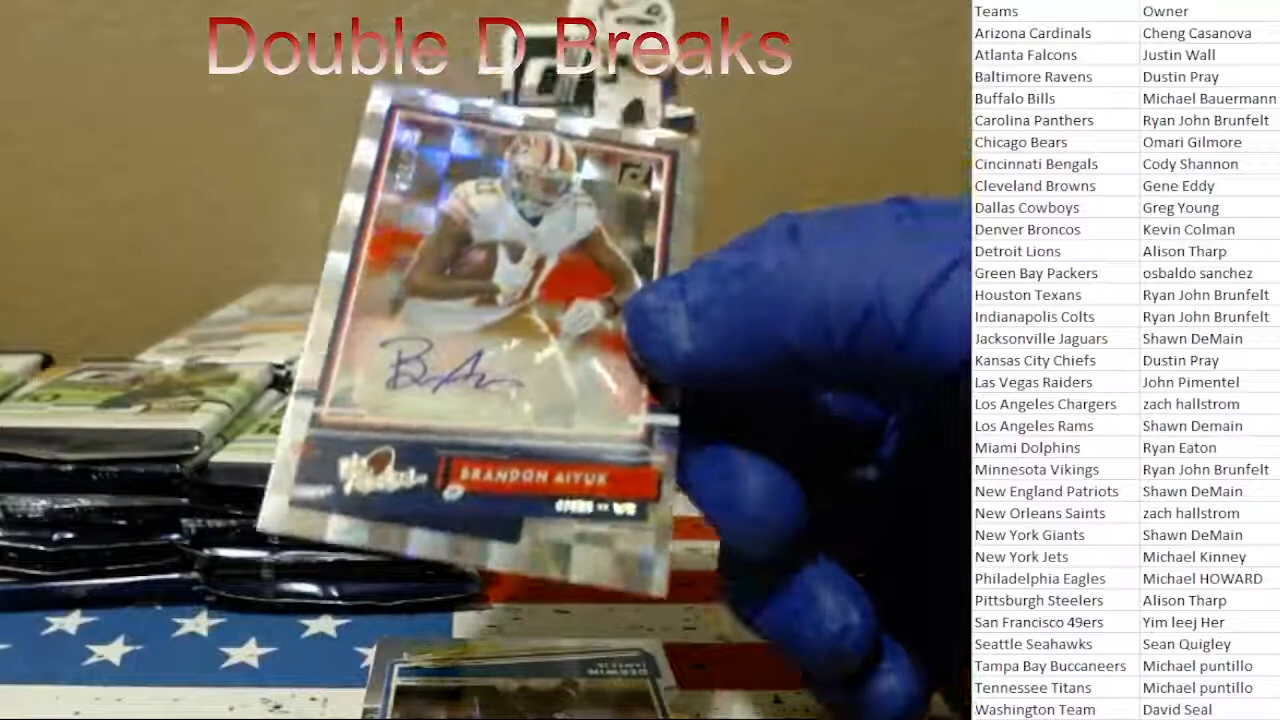 Double D Breaks
BRANDON AIYUK
49ERS - WR
DERWIN
Teams Owner
Arizona Cardinals Cheng Casanova
Atlanta Falcons Justin Wall
Baltimore Ravens Dustin Pray
Buffalo Bills Michael Bauermann
Carolina Panthers Ryan John Brunfelt
Chicago Bears Omari Gilmore
Cincinnati Bengals Cody Shannon
Cleveland Browns Gene Eddy
Dallas Cowboys Greg Young
Denver Broncos Kevin Colman
Detroit Lions Alison Tharp
Green Bay Packers osbaldo sanchez
Houston Texans Ryan John Brunfelt
Indianapolis Colts Ryan John Brunfelt
Jacksonville Jaguars Shawn DeMain
Kansas City Chiefs Dustin Pray
Las Vegas Raiders John Pimentel
Los Angeles Chargers zach hallstrom
Los Angeles Rams Shawn Demain
Miami Dolphins Ryan Eaton
Minnesota Vikings Ryan John Brunfelt
New England Patriots Shawn DeMain
New Orleans Saints zach hallstrom
New York Giants Shawn DeMain
New York Jets Michael Kinney
Philadelphia Eagles Michael HOWARD
Pittsburgh Steelers Alison Tharp
San Francisco 49ers Yim leej Her
Seattle Seahawks Sean Quigley
Tampa Bay Bucaneers Michael puntillo
Tennessee Titans Michael puntillo
Washington Team David Seal